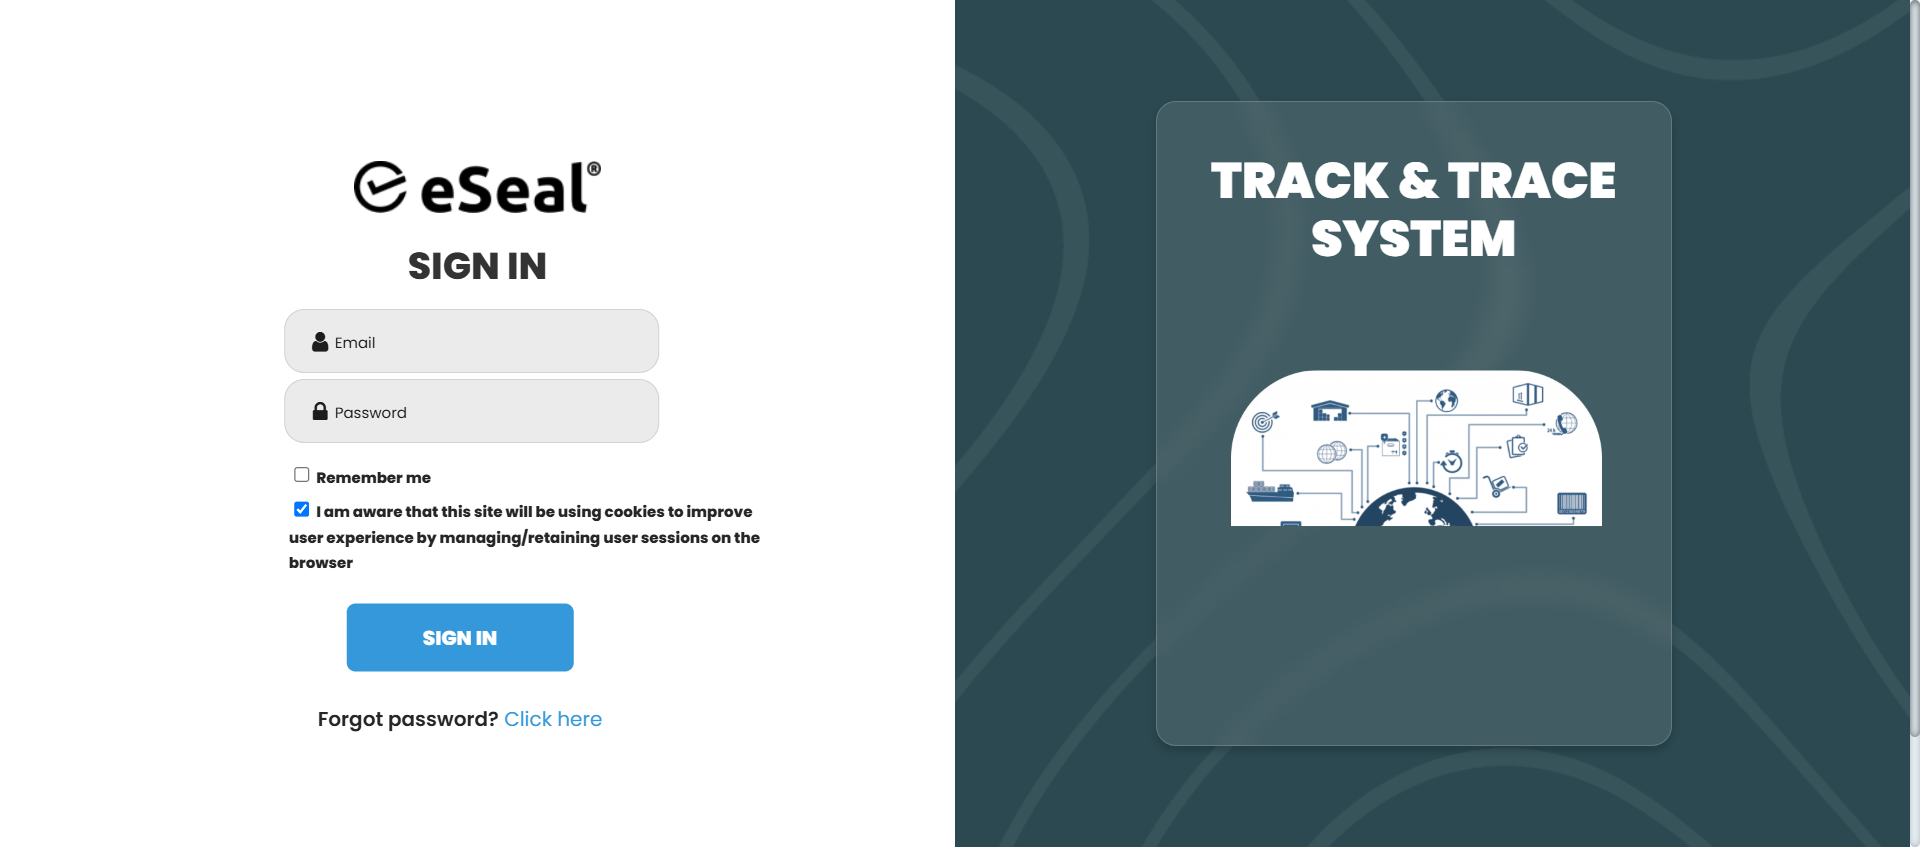 eSeal®
SIGN IN
Email
Password
Remember me
I am aware that this site will be using cookies to improve
user experience by managing/retaining user sessions on the
browser
SIGN IN
Forgot password? Click here
TRACK & TRACE
SYSTEM